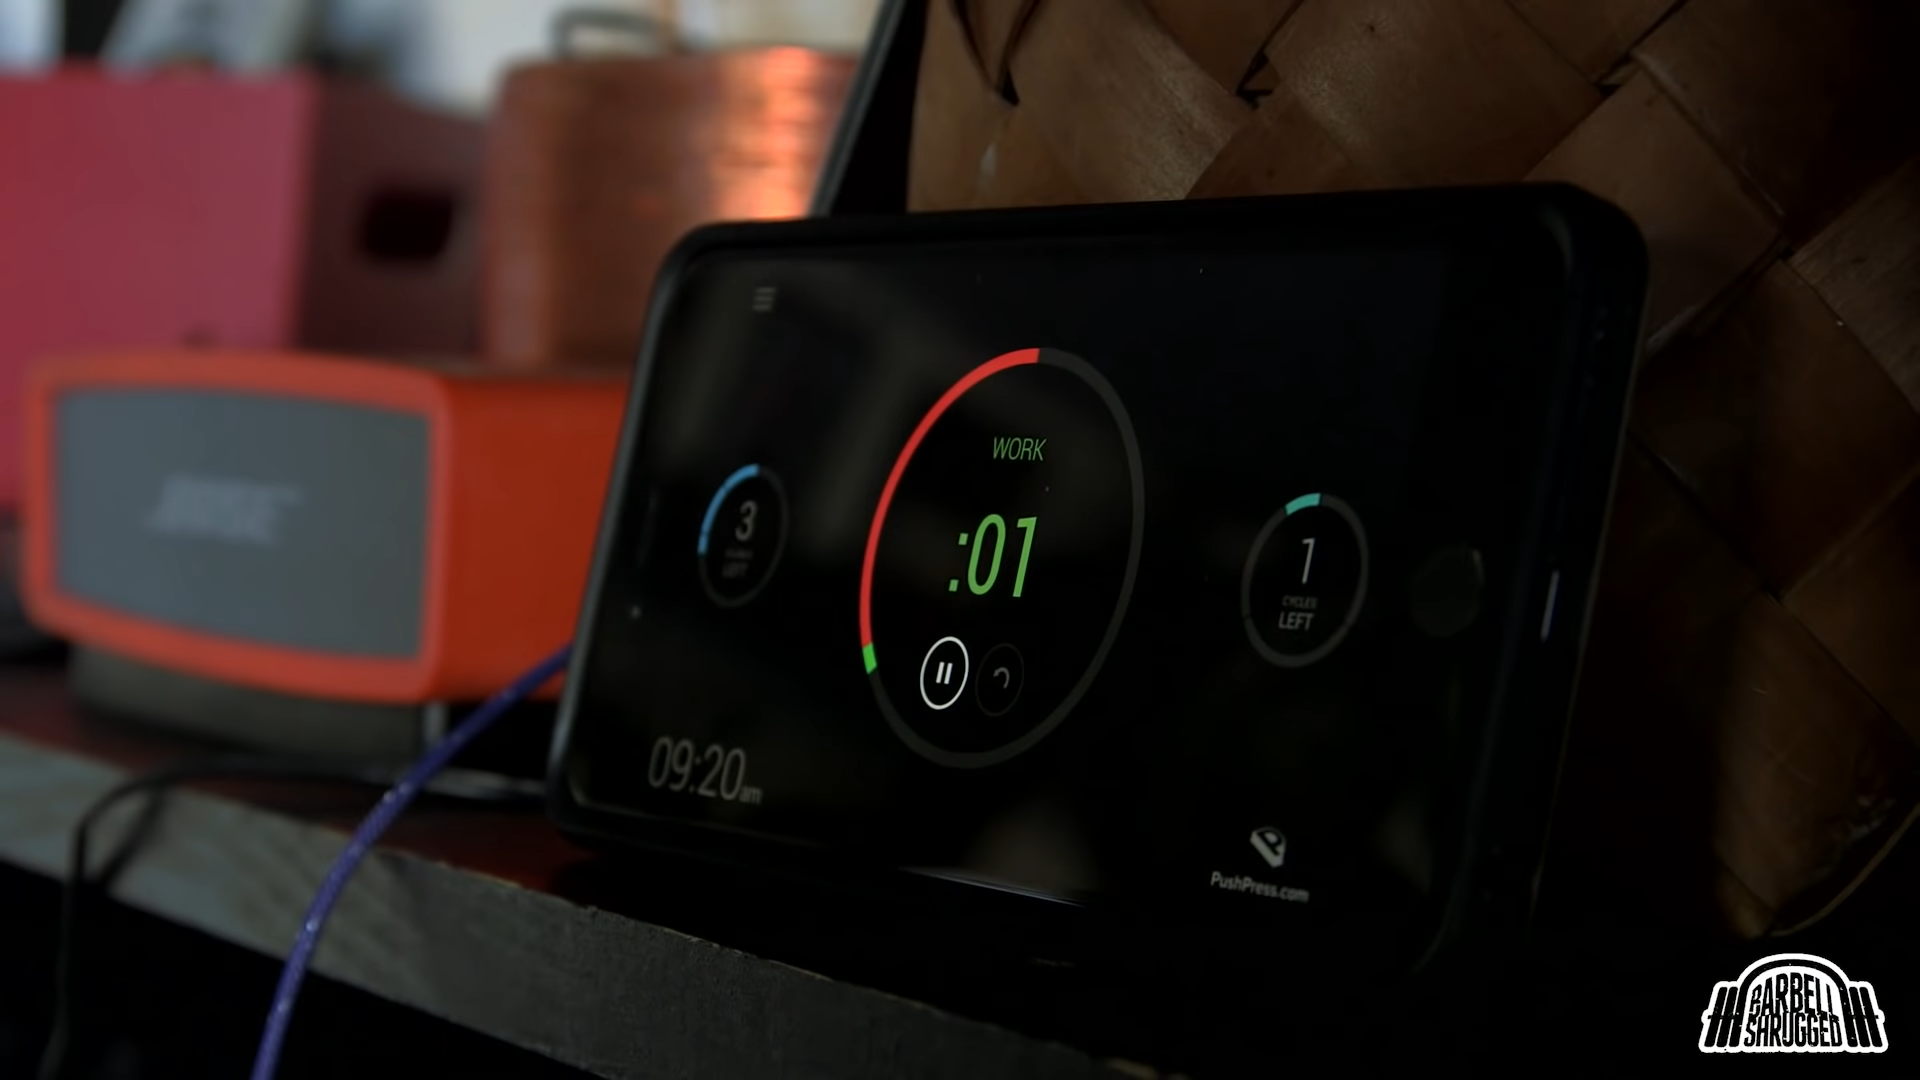 WORK
:01
3
LEFT
1
CYCLES
LEFT
09:20am
PushPress.com
BOSE
BARBELL
SHRUGGED